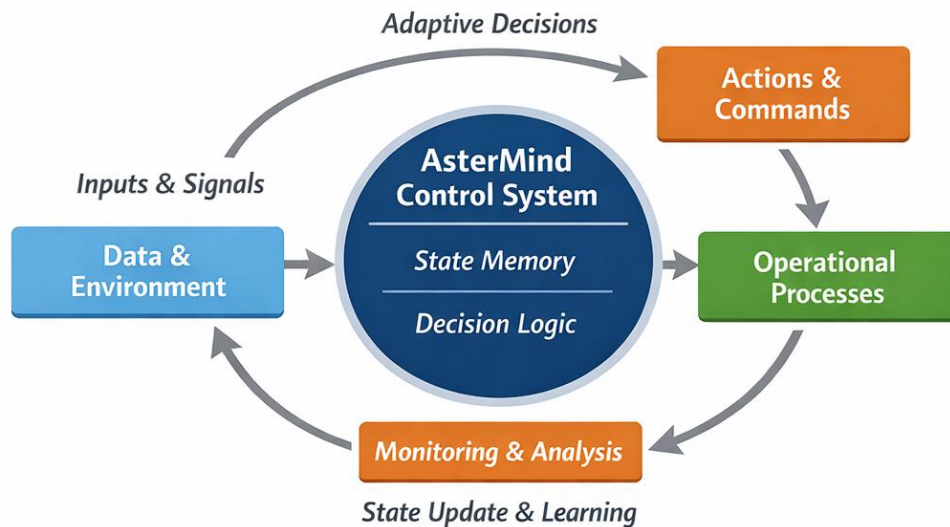 Adaptive Decisions
Actions &
Commands
AsterMind
Control System
Inputs & Signals
State Memory
Data &
Environment
Operational
Processes
Decision Logic
Monitoring & Analysis
State Update & Learning